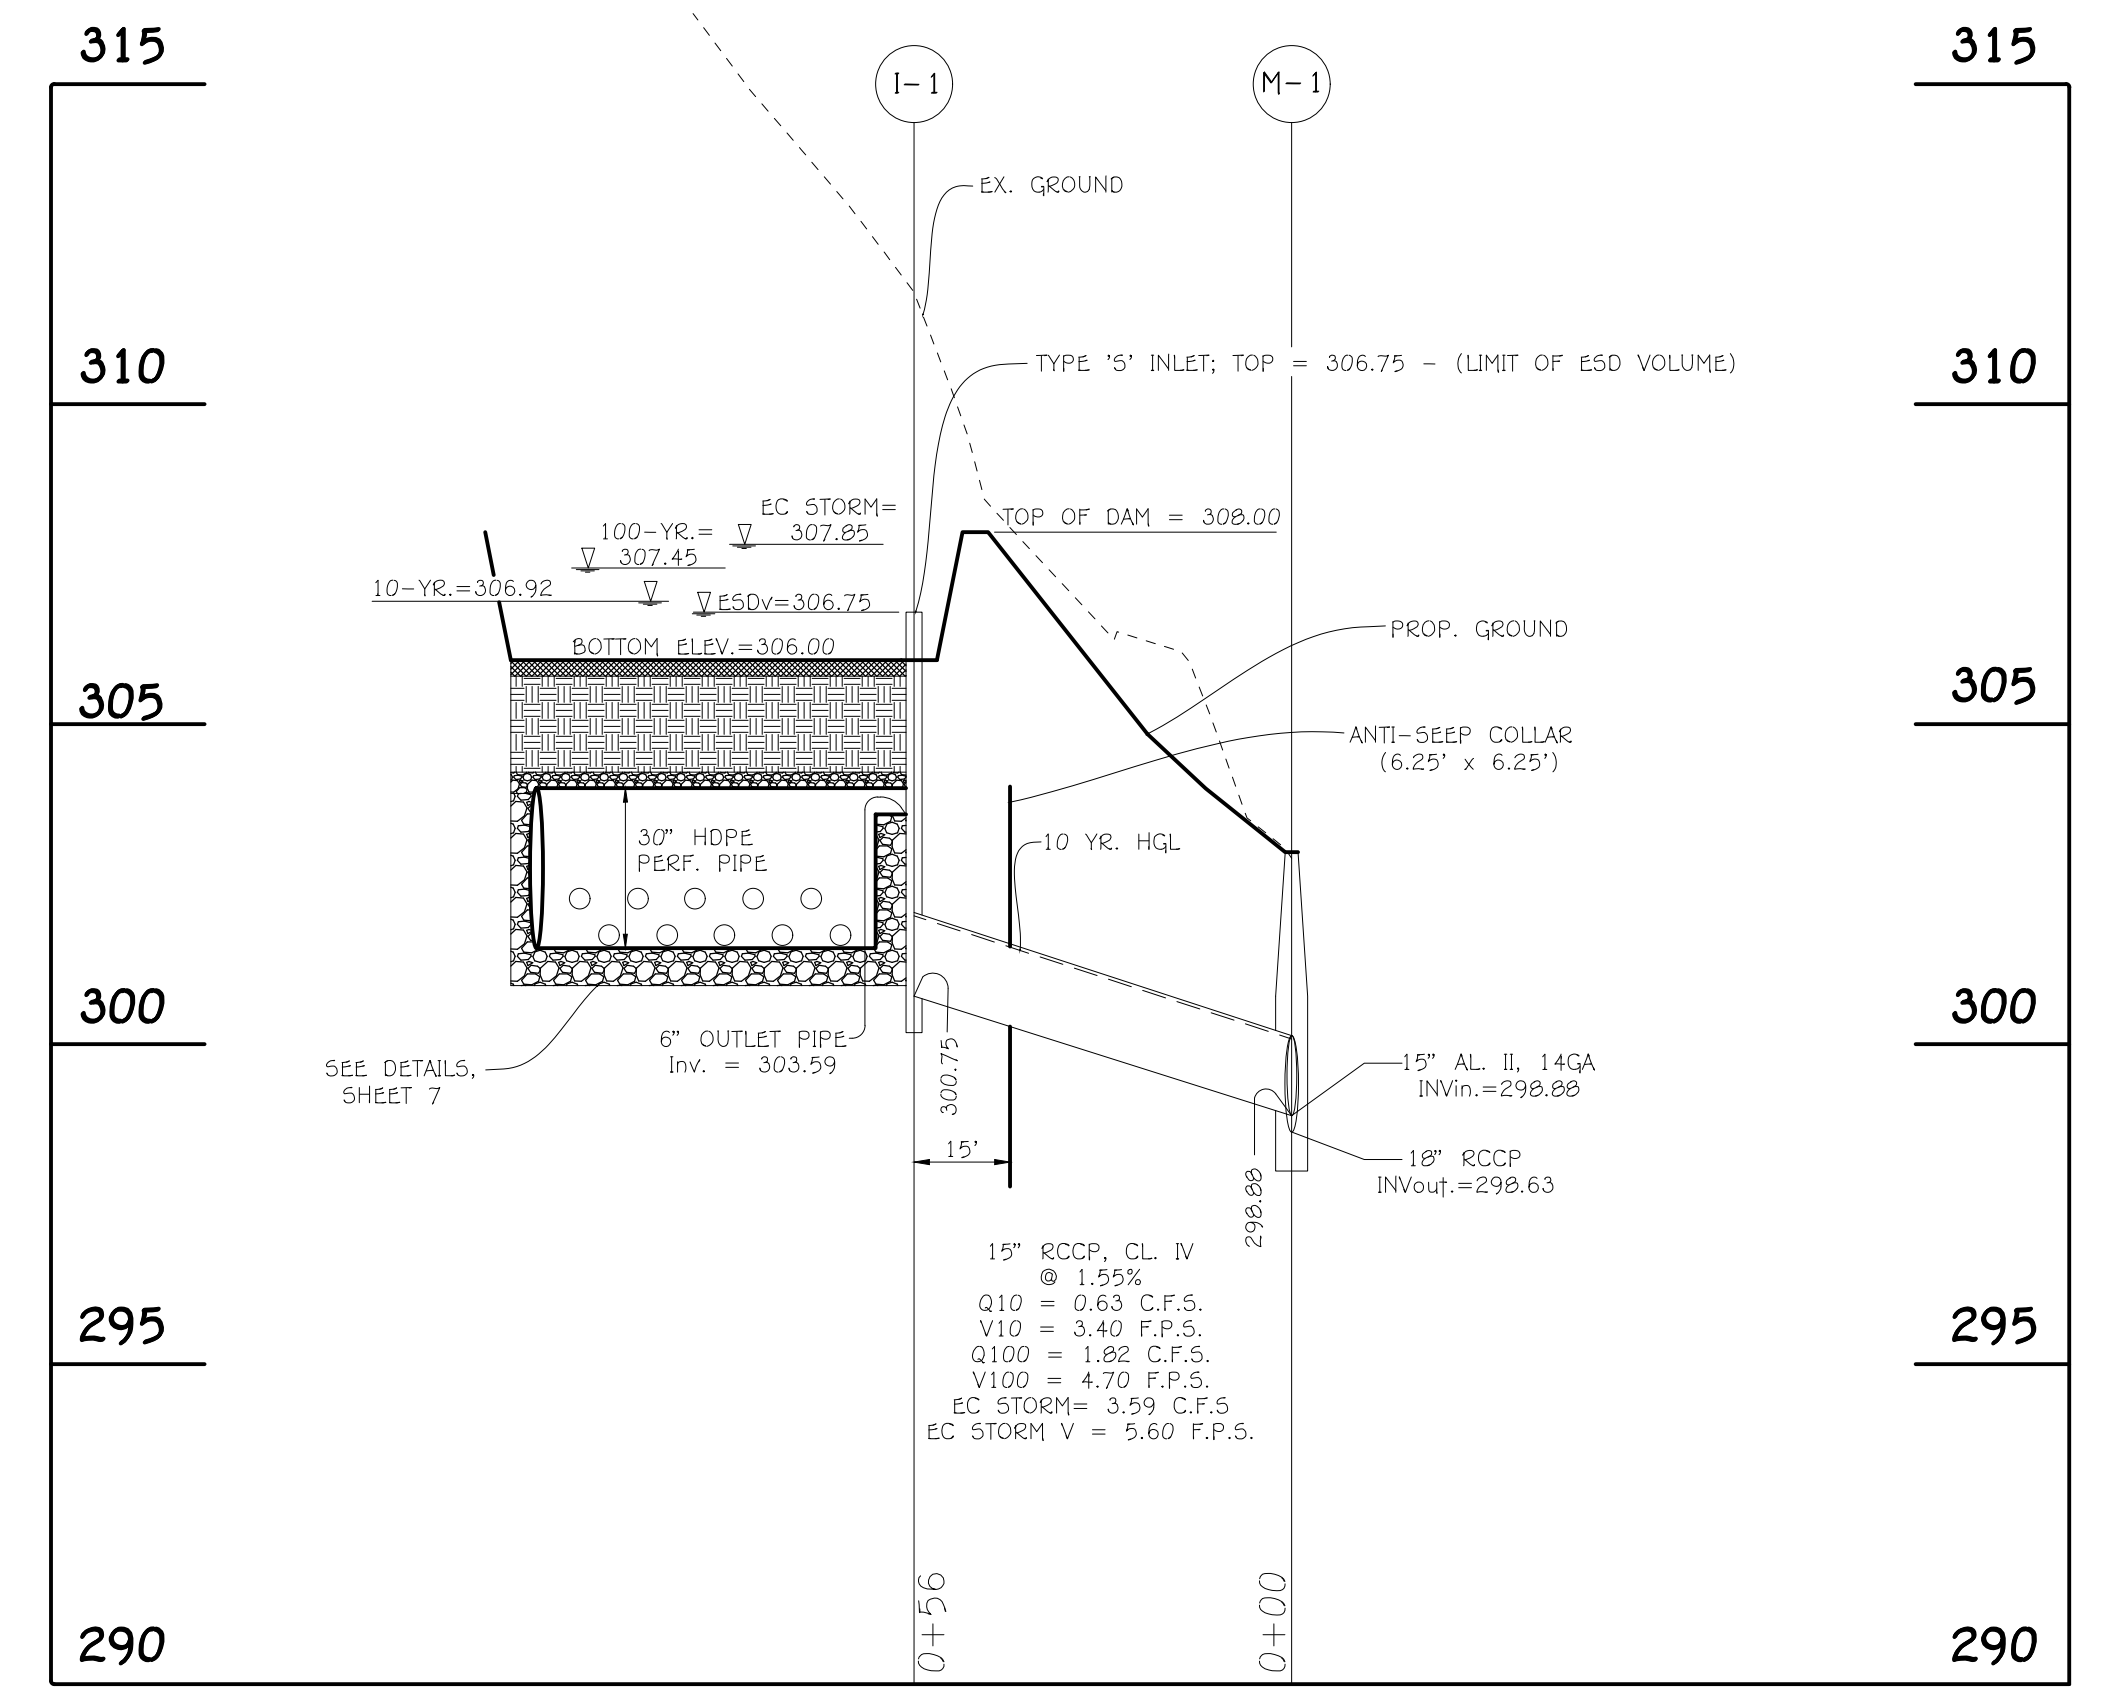 315
315
I-1
M-1
EX. GROUND
310
310
TYPE 'S' INLET; TOP = 306.75 - (LIMIT OF ESD VOLUME)
EC STORM=
307.85
100-YR.=
307.45
TOP OF DAM = 308.00
10-YR.=306.92
ESDv=306.75
BOTTOM ELEV.=306.00
PROP. GROUND
305
305
ANTI-SEEP COLLAR
(6.25' x 6.25')
30" HDPE
PERF. PIPE
10 YR. HGL
300
300
6" OUTLET PIPE
Inv. = 303.59
SEE DETAILS,
SHEET 7
300.75
15" AL. II, 14GA
INVin.=298.88
15'
298.88
18" RCCP
INVout.=298.63
15" RCCP, CL. IV
@ 1.55%
Q10 = 0.63 C.F.S.
V10 = 3.40 F.P.S.
Q100 = 1.82 C.F.S.
V100 = 4.70 F.P.S.
EC STORM= 3.59 C.F.S
EC STORM V = 5.60 F.P.S.
295
295
0+56
0+00
290
290